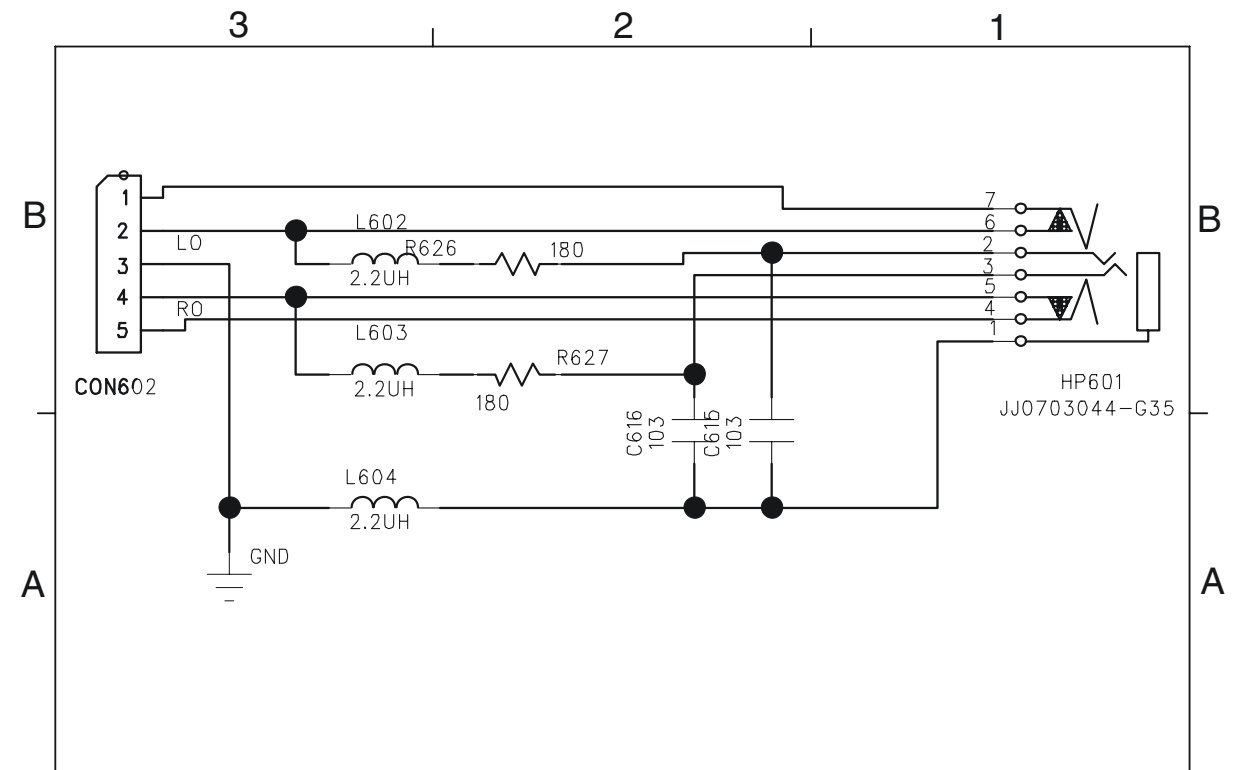 3 2 1
B B
1
2
3
4
5
LO
RO
CON602
L602
R626 180
2.2UH
L603
2.2UH
R627
180
7
6
2
3
5
4
1
HP601
JJ0703044-G35
C616
103
C615
103
L604
2.2UH
GND
A A